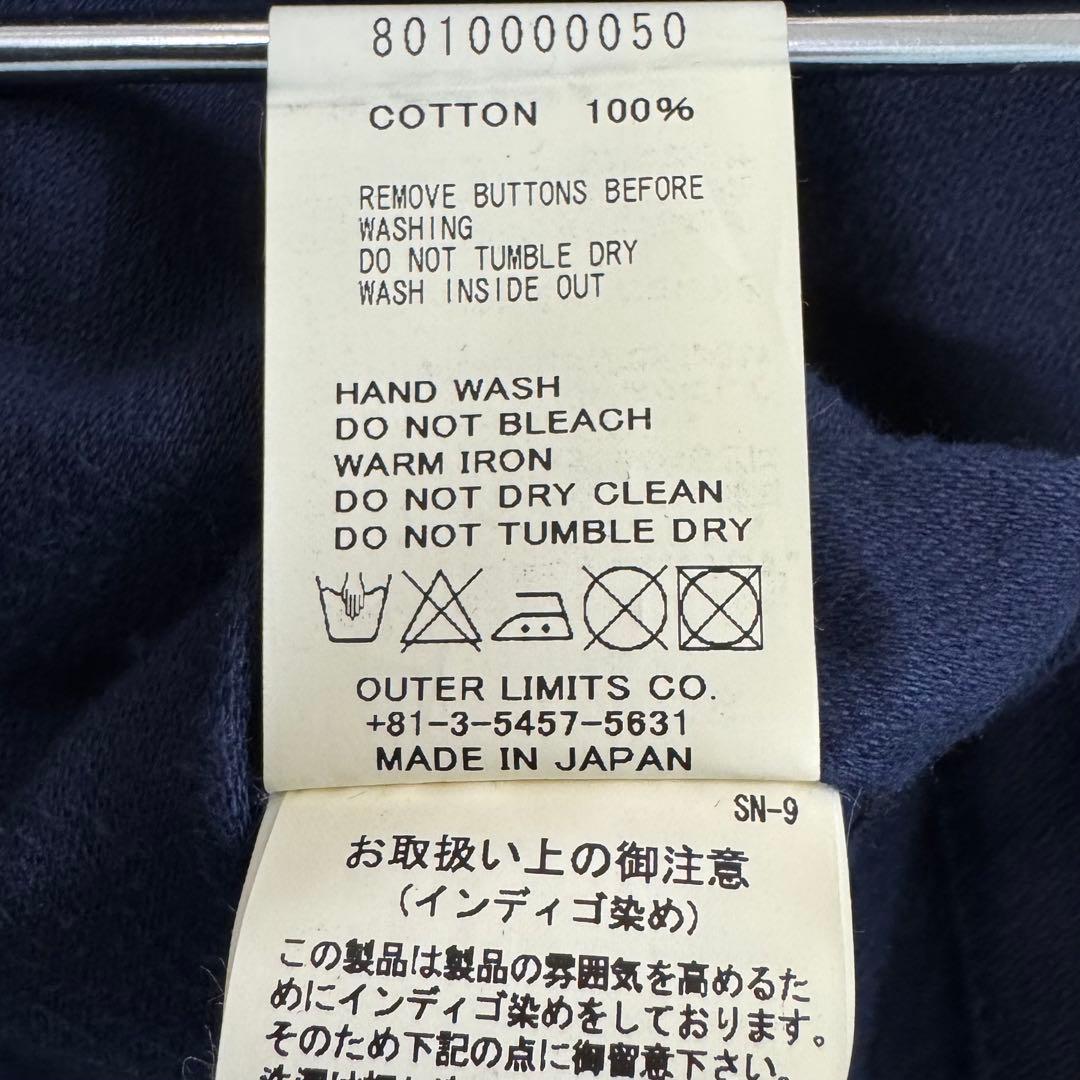 8010000050
COTTON 100%
REMOVE BUTTONS BEFORE
WASHING
DO NOT TUMBLE DRY
WASH INSIDE OUT
HAND WASH
DO NOT BLEACH
WARM IRON
DO NOT DRY CLEAN
DO NOT TUMBLE DRY
OUTER LIMITS CO.
+81-3-5457-5631
MADE IN JAPAN
SN-9
お取扱い上の御注意
(インディゴ染め)
この製品は製品の雰囲気を高めるた
めにインディゴ染めをしております。
そのため下記の点に御留意下さい。